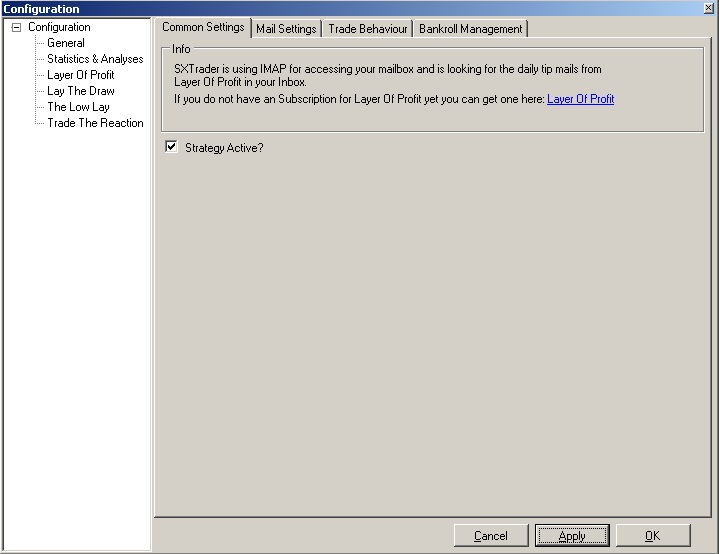 Configuration
Configuration
General
Statistics & Analyses
Layer Of Profit
Lay The Draw
The Low Lay
Trade The Reaction
Common Settings
Mail Settings
Trade Behaviour
Bankroll Management
Info
SXTrader is using IMAP for accessing your mailbox and is looking for the daily tip mails from
Layer Of Profit in your Inbox.
If you do not have an Subscription for Layer Of Profit yet you can get one here: Layer Of Profit
Strategy Active?
Cancel
Apply
OK